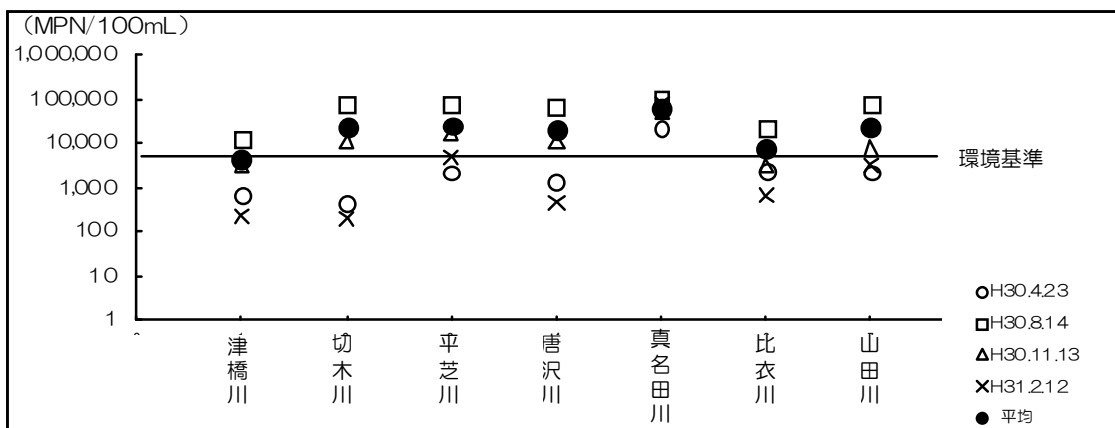 （MPN/100mL）
1,000,000
100,000
10,000
1,000
100
10
1
環境基準
津橋川
切木川
平芝川
唐沢川
真名田川
比衣川
山田川
H30.4.23
H30.8.14
H30.11.13
H31.2.12
平均